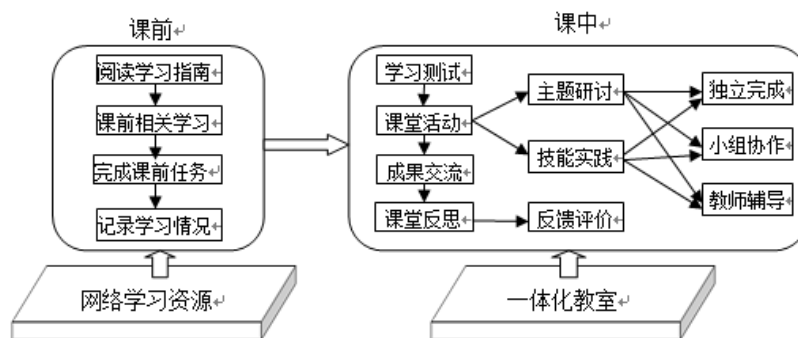 课前
阅读学习指南
课前相关学习
完成课前任务
记录学习情况
网络学习资源
课中
学习测试
课堂活动
成果交流
课堂反思
主题研讨
技能实践
反馈评价
独立完成
小组协作
教师辅导
一体化教室